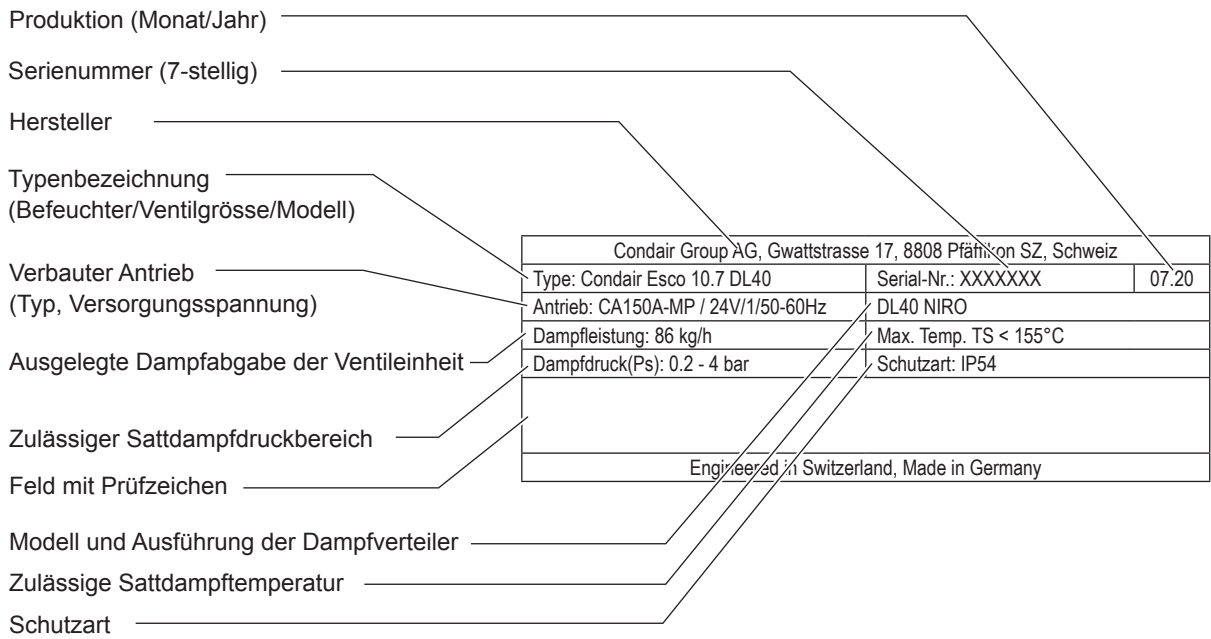 Produktion (Monat/Jahr)
Serienummer (7-stellig)
Hersteller
Typenbezeichnung
(Befeuchter/Ventilgrösse/Modell)
Verbauter Antrieb
(Typ, Versorgungsspannung)
Ausgelegte Dampfabgabe der Ventileinheit
Zulässiger Sattdampfdruckbereich
Feld mit Prüfzeichen
Modell und Ausführung der Dampfverteiler
Zulässige Sattdampftemperatur
Schutzart
Condair Group AG, Gwattstrasse 17, 8808 Pfäffikon SZ, Schweiz
Type: Condair Esco 10.7 DL40
Serial-Nr.: XXXXXXX
07.20
Antrieb: CA150A-MP / 24V/1/50-60Hz
DL40 NIRO
Dampfleistung: 86 kg/h
Max. Temp. TS < 155°C
Dampfdruck(Ps): 0.2 - 4 bar
Schutzart: IP54
Engineered in Switzerland, Made in Germany